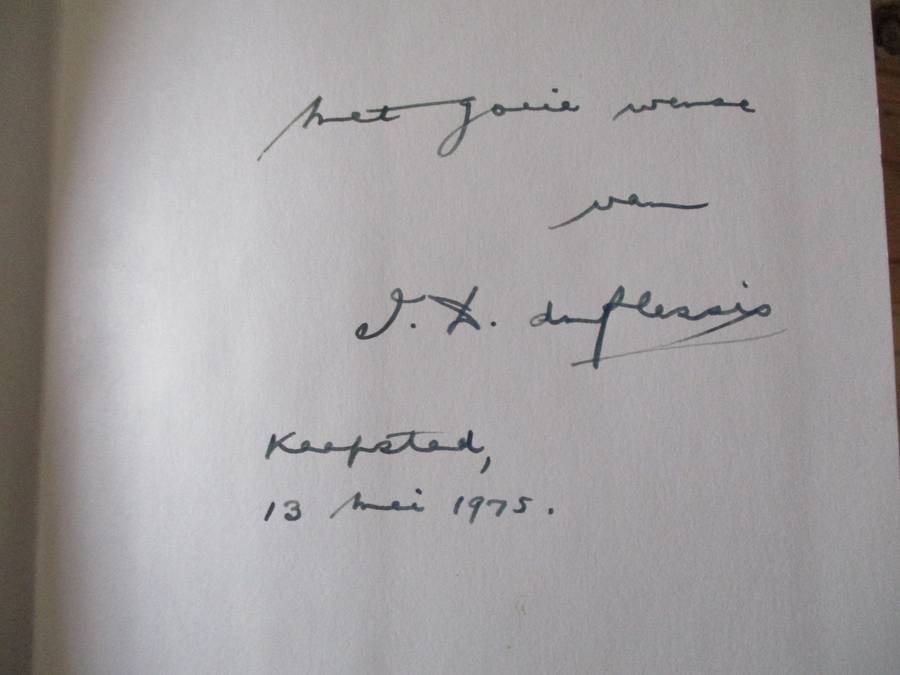 Met goeie wense
van
I. D. du Plessis
Kaapstad,
13 Mei 1975.